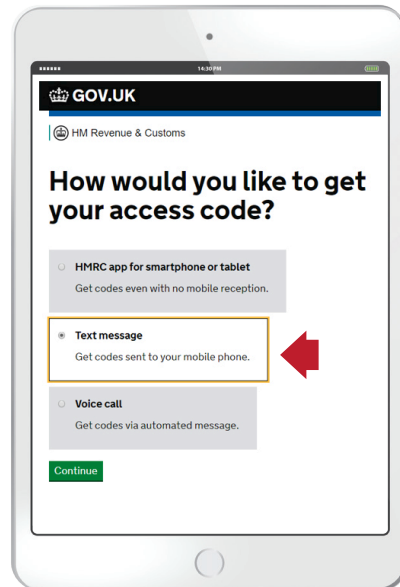 14:30 PM
GOV.UK
HM Revenue & Customs
How would you like to get
your access code?
HMRC app for smartphone or tablet
Get codes even with no mobile reception.
Text message
Get codes sent to your mobile phone.
Voice call
Get codes via automated message.
Continue